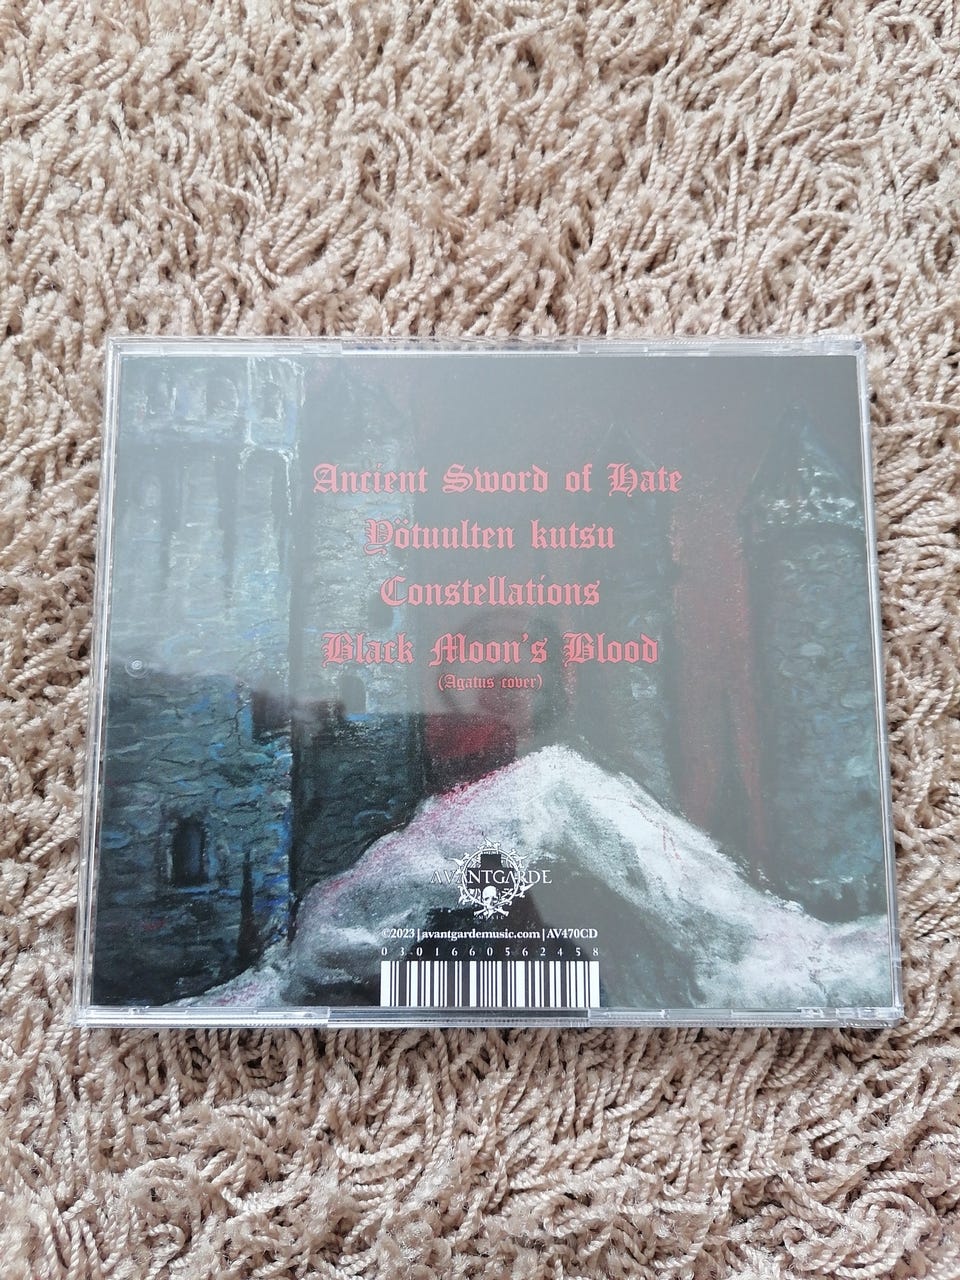 Ancient Sword of Hate
Yötuulten kutsu
Constellations
Black Moon's Blood
(Agatus cover)
AVANTGARDE
MUSIC
©2023 | avantgardemusic.com | AV470CD
0 3 0 1 6 6 0 5 6 2 4 5 8